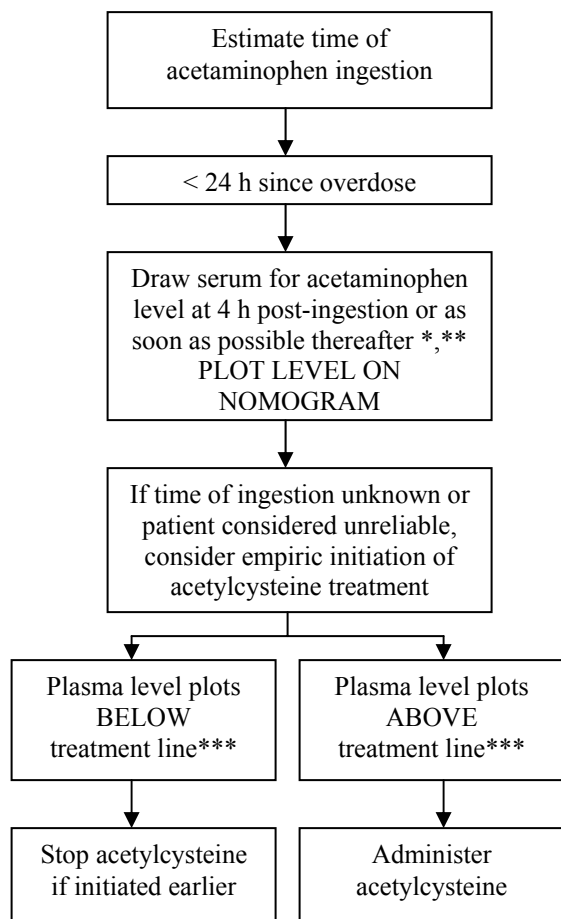 Estimate time of
acetaminophen ingestion
< 24 h since overdose
Draw serum for acetaminophen
level at 4 h post-ingestion or as
soon as possible thereafter *,**
PLOT LEVEL ON
NOMOGRAM
If time of ingestion unknown or
patient considered unreliable,
consider empiric initiation of
acetylcysteine treatment
Plasma level plots
BELOW
treatment line***
Plasma level plots
ABOVE
treatment line***
Stop acetylcysteine
if initiated earlier
Administer
acetylcysteine